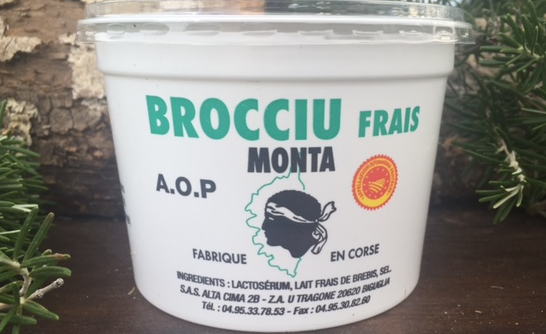 BROCCIU FRAIS
MONTA
A.O.P
FABRIQUE EN CORSE
INGREDIENTS : LACTOSÉRUM, LAIT FRAIS DE BREBIS, SEL.
S.A.S. ALTA CIMA 2B - Z.A. U TRAGONE 20620 BIGUGLIA
Tél. : 04.95.33.78.53 - Fax : 04.95.30.82.60